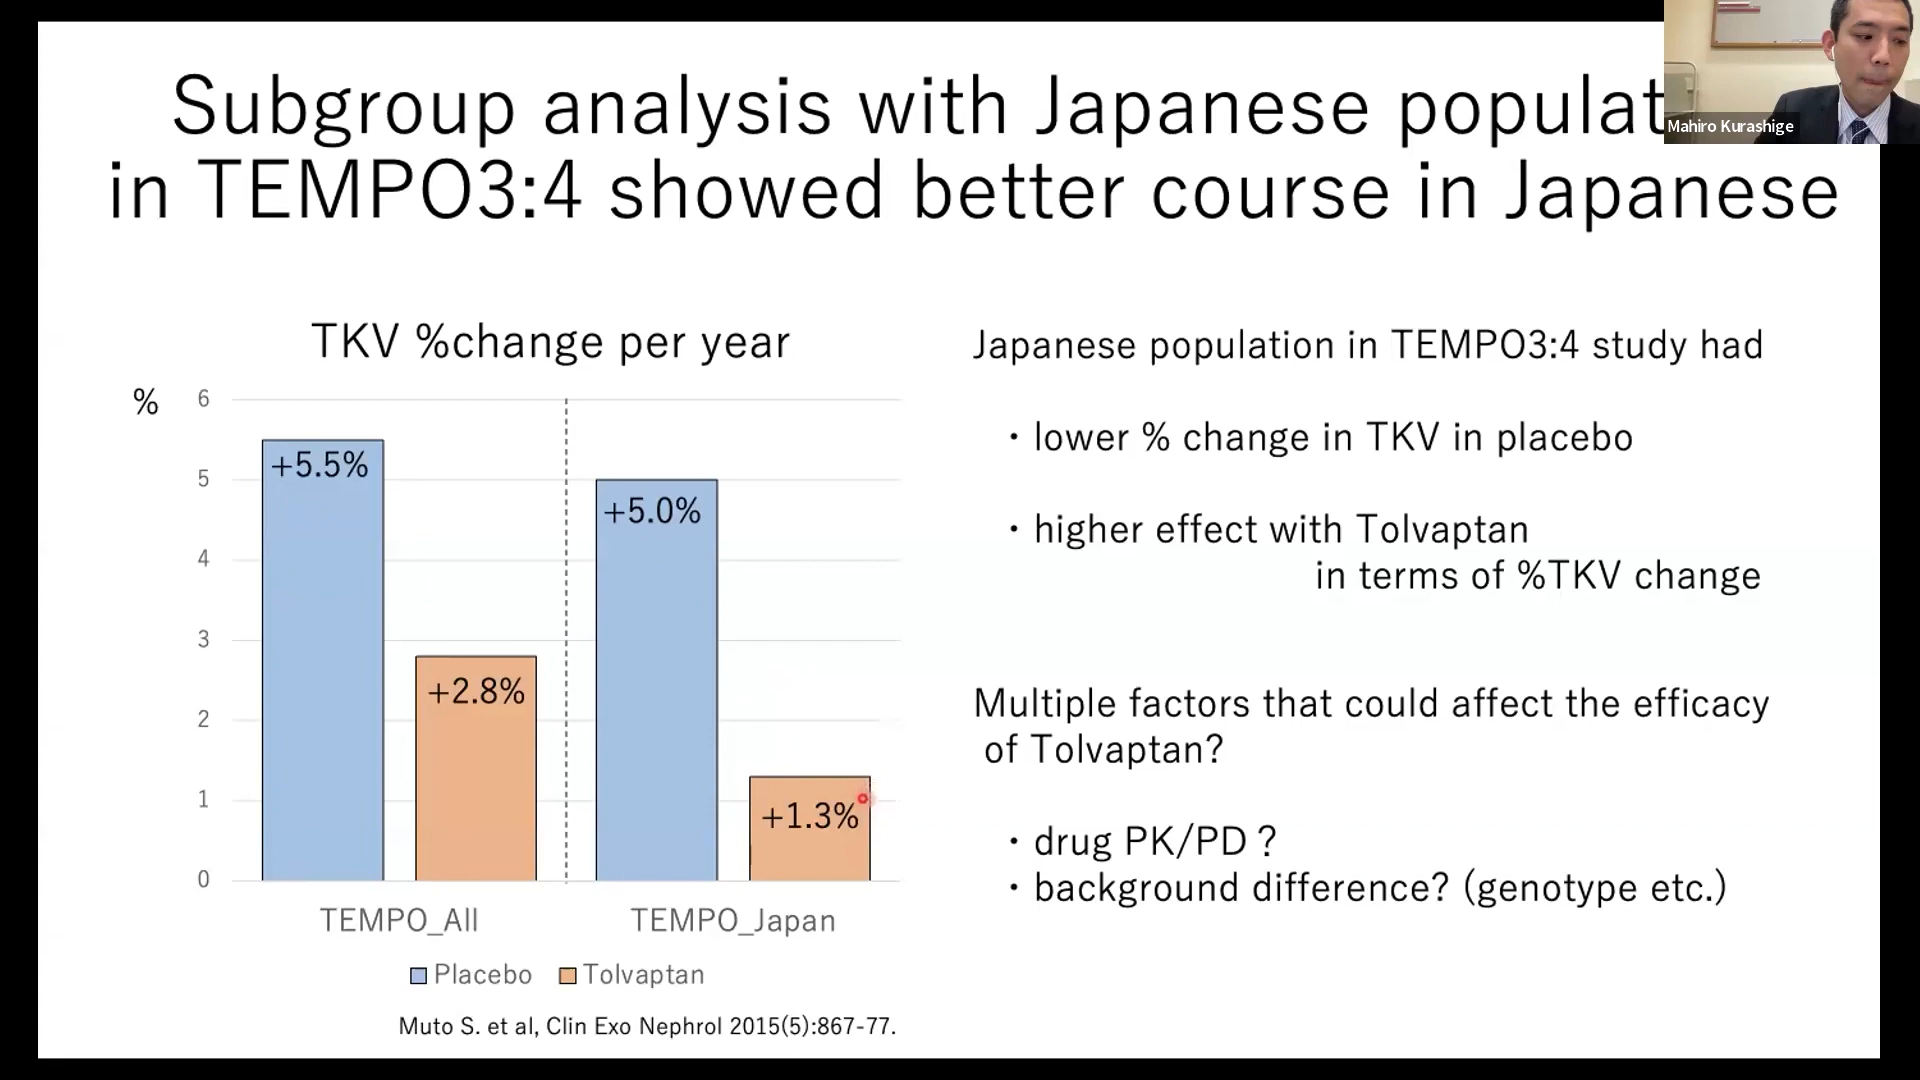 Subgroup analysis with Japanese populat
in TEMPO3:4 showed better course in Japanese
Mahiro Kurashige
TKV %change per year
%
6
5
4
3
2
1
0
+5.5%
+2.8%
+5.0%
+1.3%
TEMPO_All
TEMPO_Japan
Placebo
Tolvaptan
Muto S. et al, Clin Exo Nephrol 2015(5):867-77.
Japanese population in TEMPO3:4 study had
・lower % change in TKV in placebo
・higher effect with Tolvaptan
in terms of %TKV change
Multiple factors that could affect the efficacy
of Tolvaptan?
・drug PK/PD ?
・background difference? (genotype etc.)